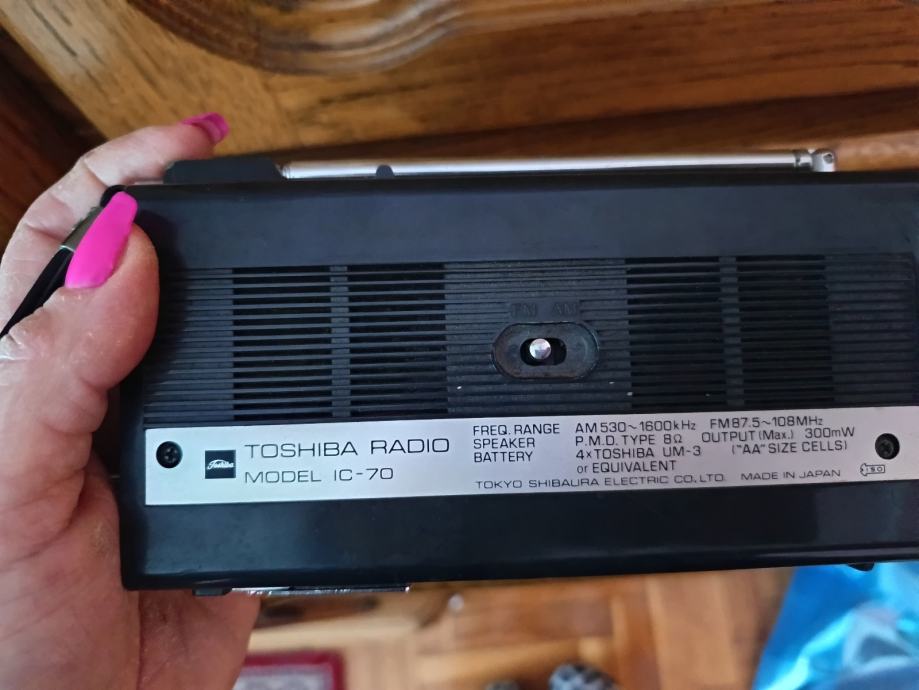 FM AM
Toshiba
TOSHIBA RADIO
MODEL IC-70
FREQ. RANGE AM 530~1600kHz FM 87.5~108MHz
SPEAKER P.M.D. TYPE 8Ω OUTPUT (Max.) 300mW
BATTERY 4×TOSHIBA UM-3 ("AA" SIZE CELLS)
or EQUIVALENT
TOKYO SHIBAURA ELECTRIC CO., LTD. MADE IN JAPAN